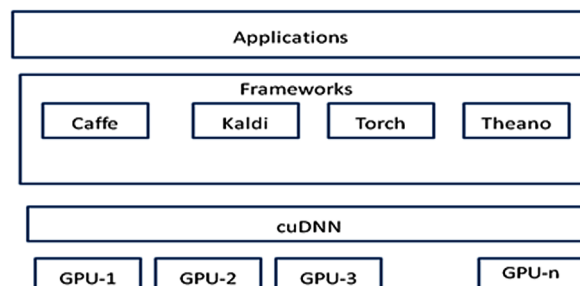 Applications
Frameworks
Caffe Kaldi Torch Theano
cuDNN
GPU-1 GPU-2 GPU-3 GPU-n